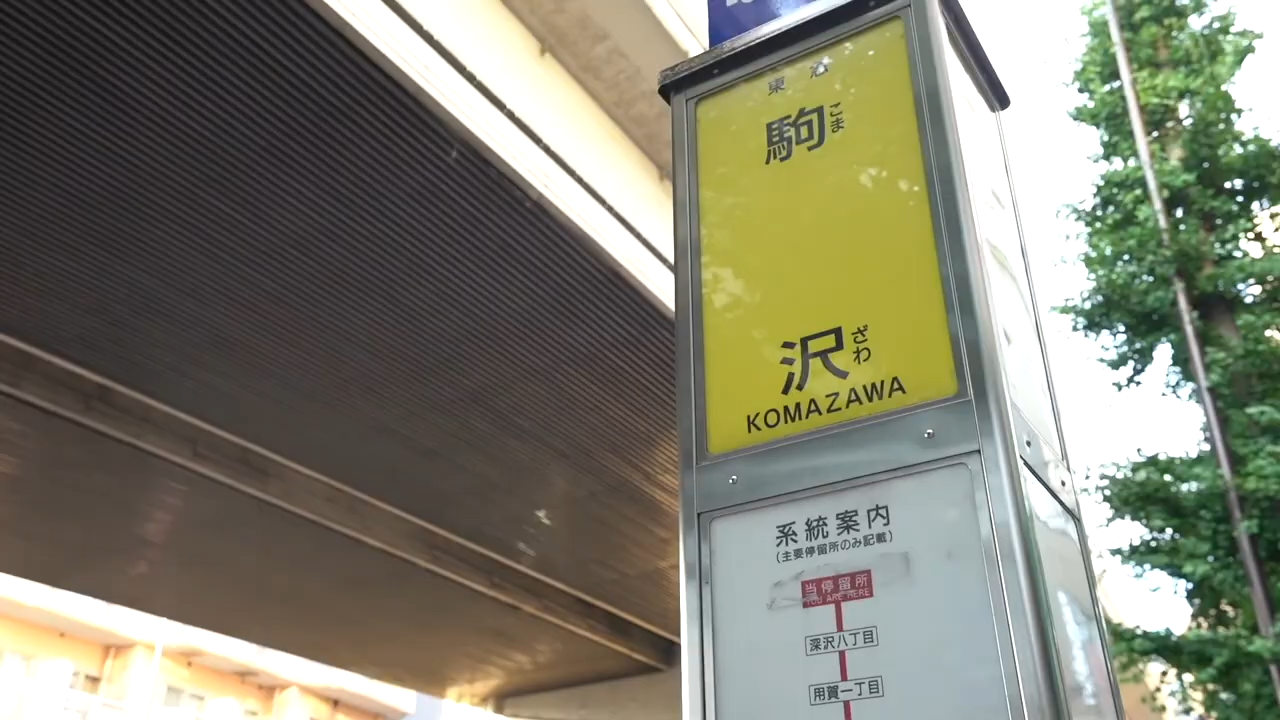 東急
駒 こま
沢 ざわ
KOMAZAWA
系統案内
(主要停留所のみ記載)
当停留所
YOU ARE HERE
深沢八丁目
用賀一丁目